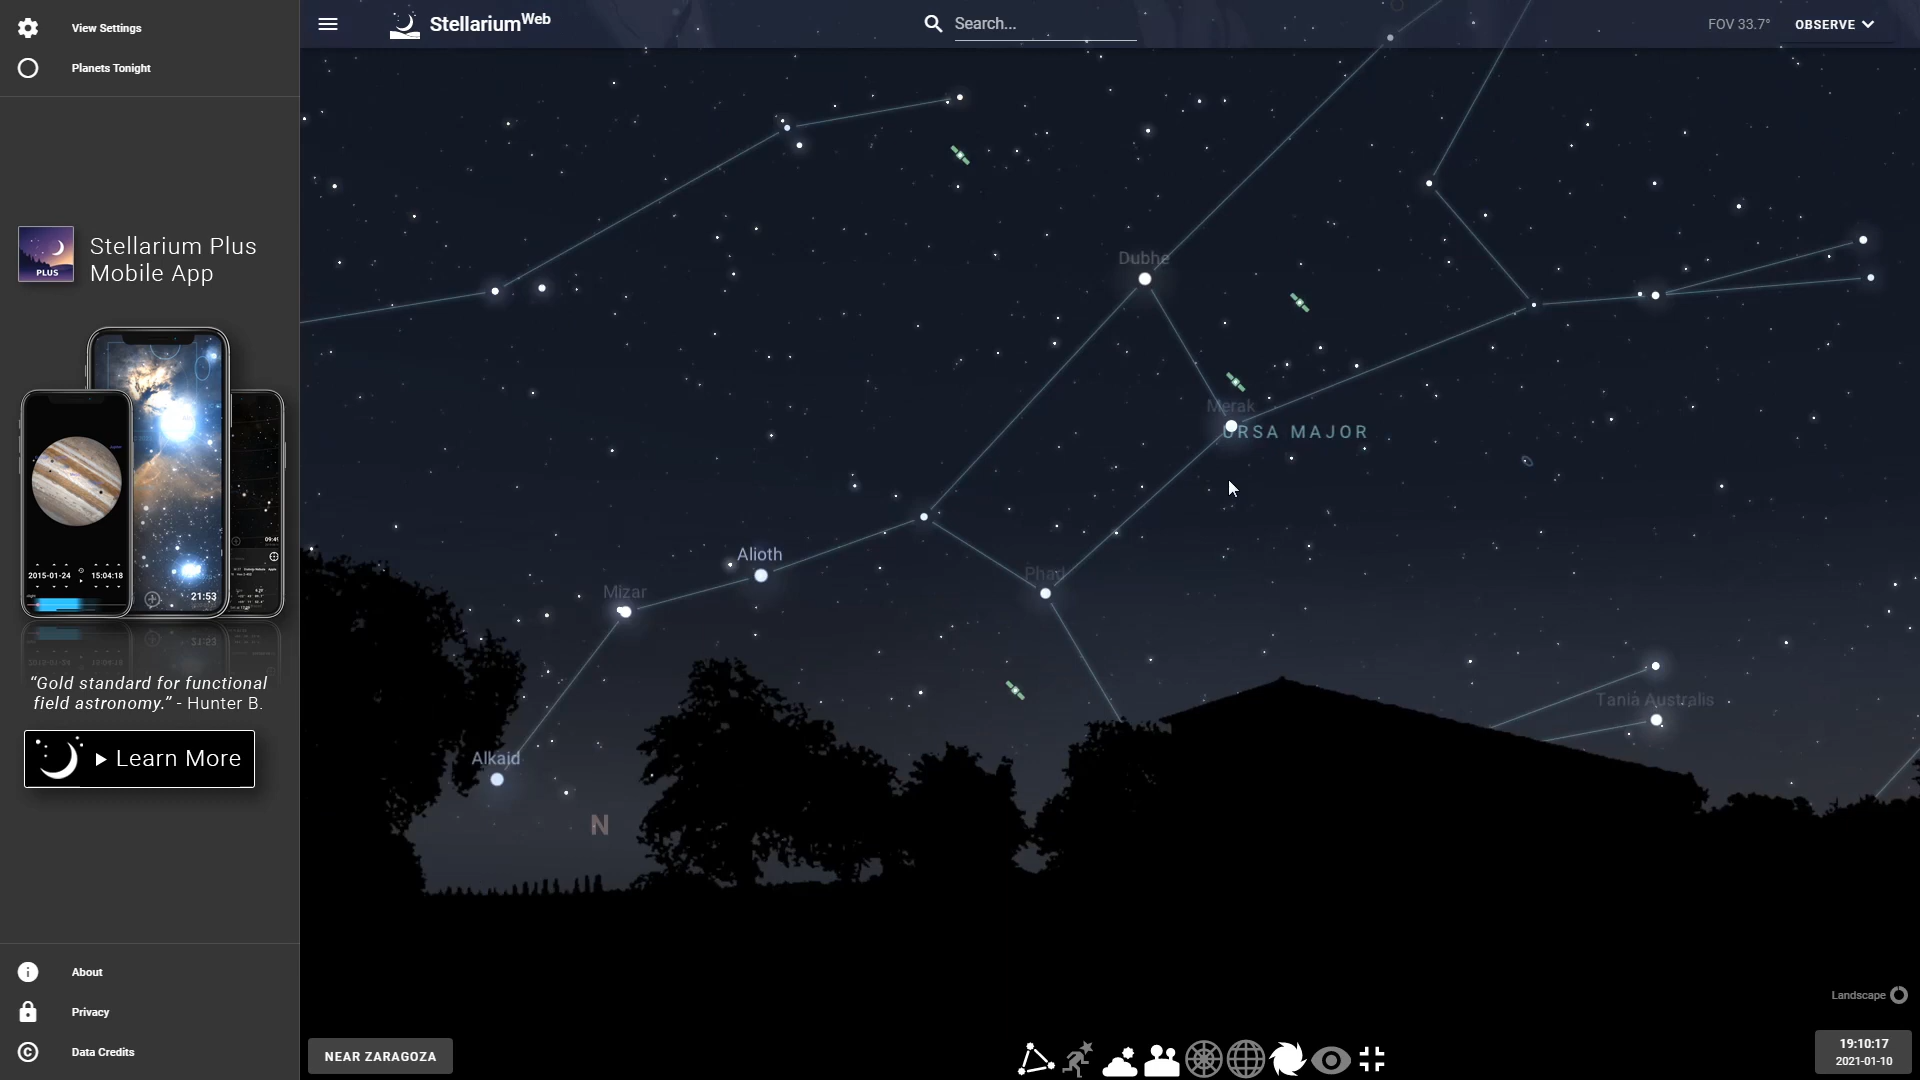 View Settings
Planets Tonight
StellariumWeb
Search...
FOV 33.7°
OBSERVE
Stellarium Plus
Mobile App
PLUS
2015-01-24
15:04:18
21:53
“Gold standard for functional
field astronomy.” - Hunter B.
Learn More
About
Privacy
Data Credits
Dubhe
Merak
URSA MAJOR
Alioth
Mizar
Phad
Alkaid
Tania Australis
N
Landscape
NEAR ZARAGOZA
19:10:17
2021-01-10